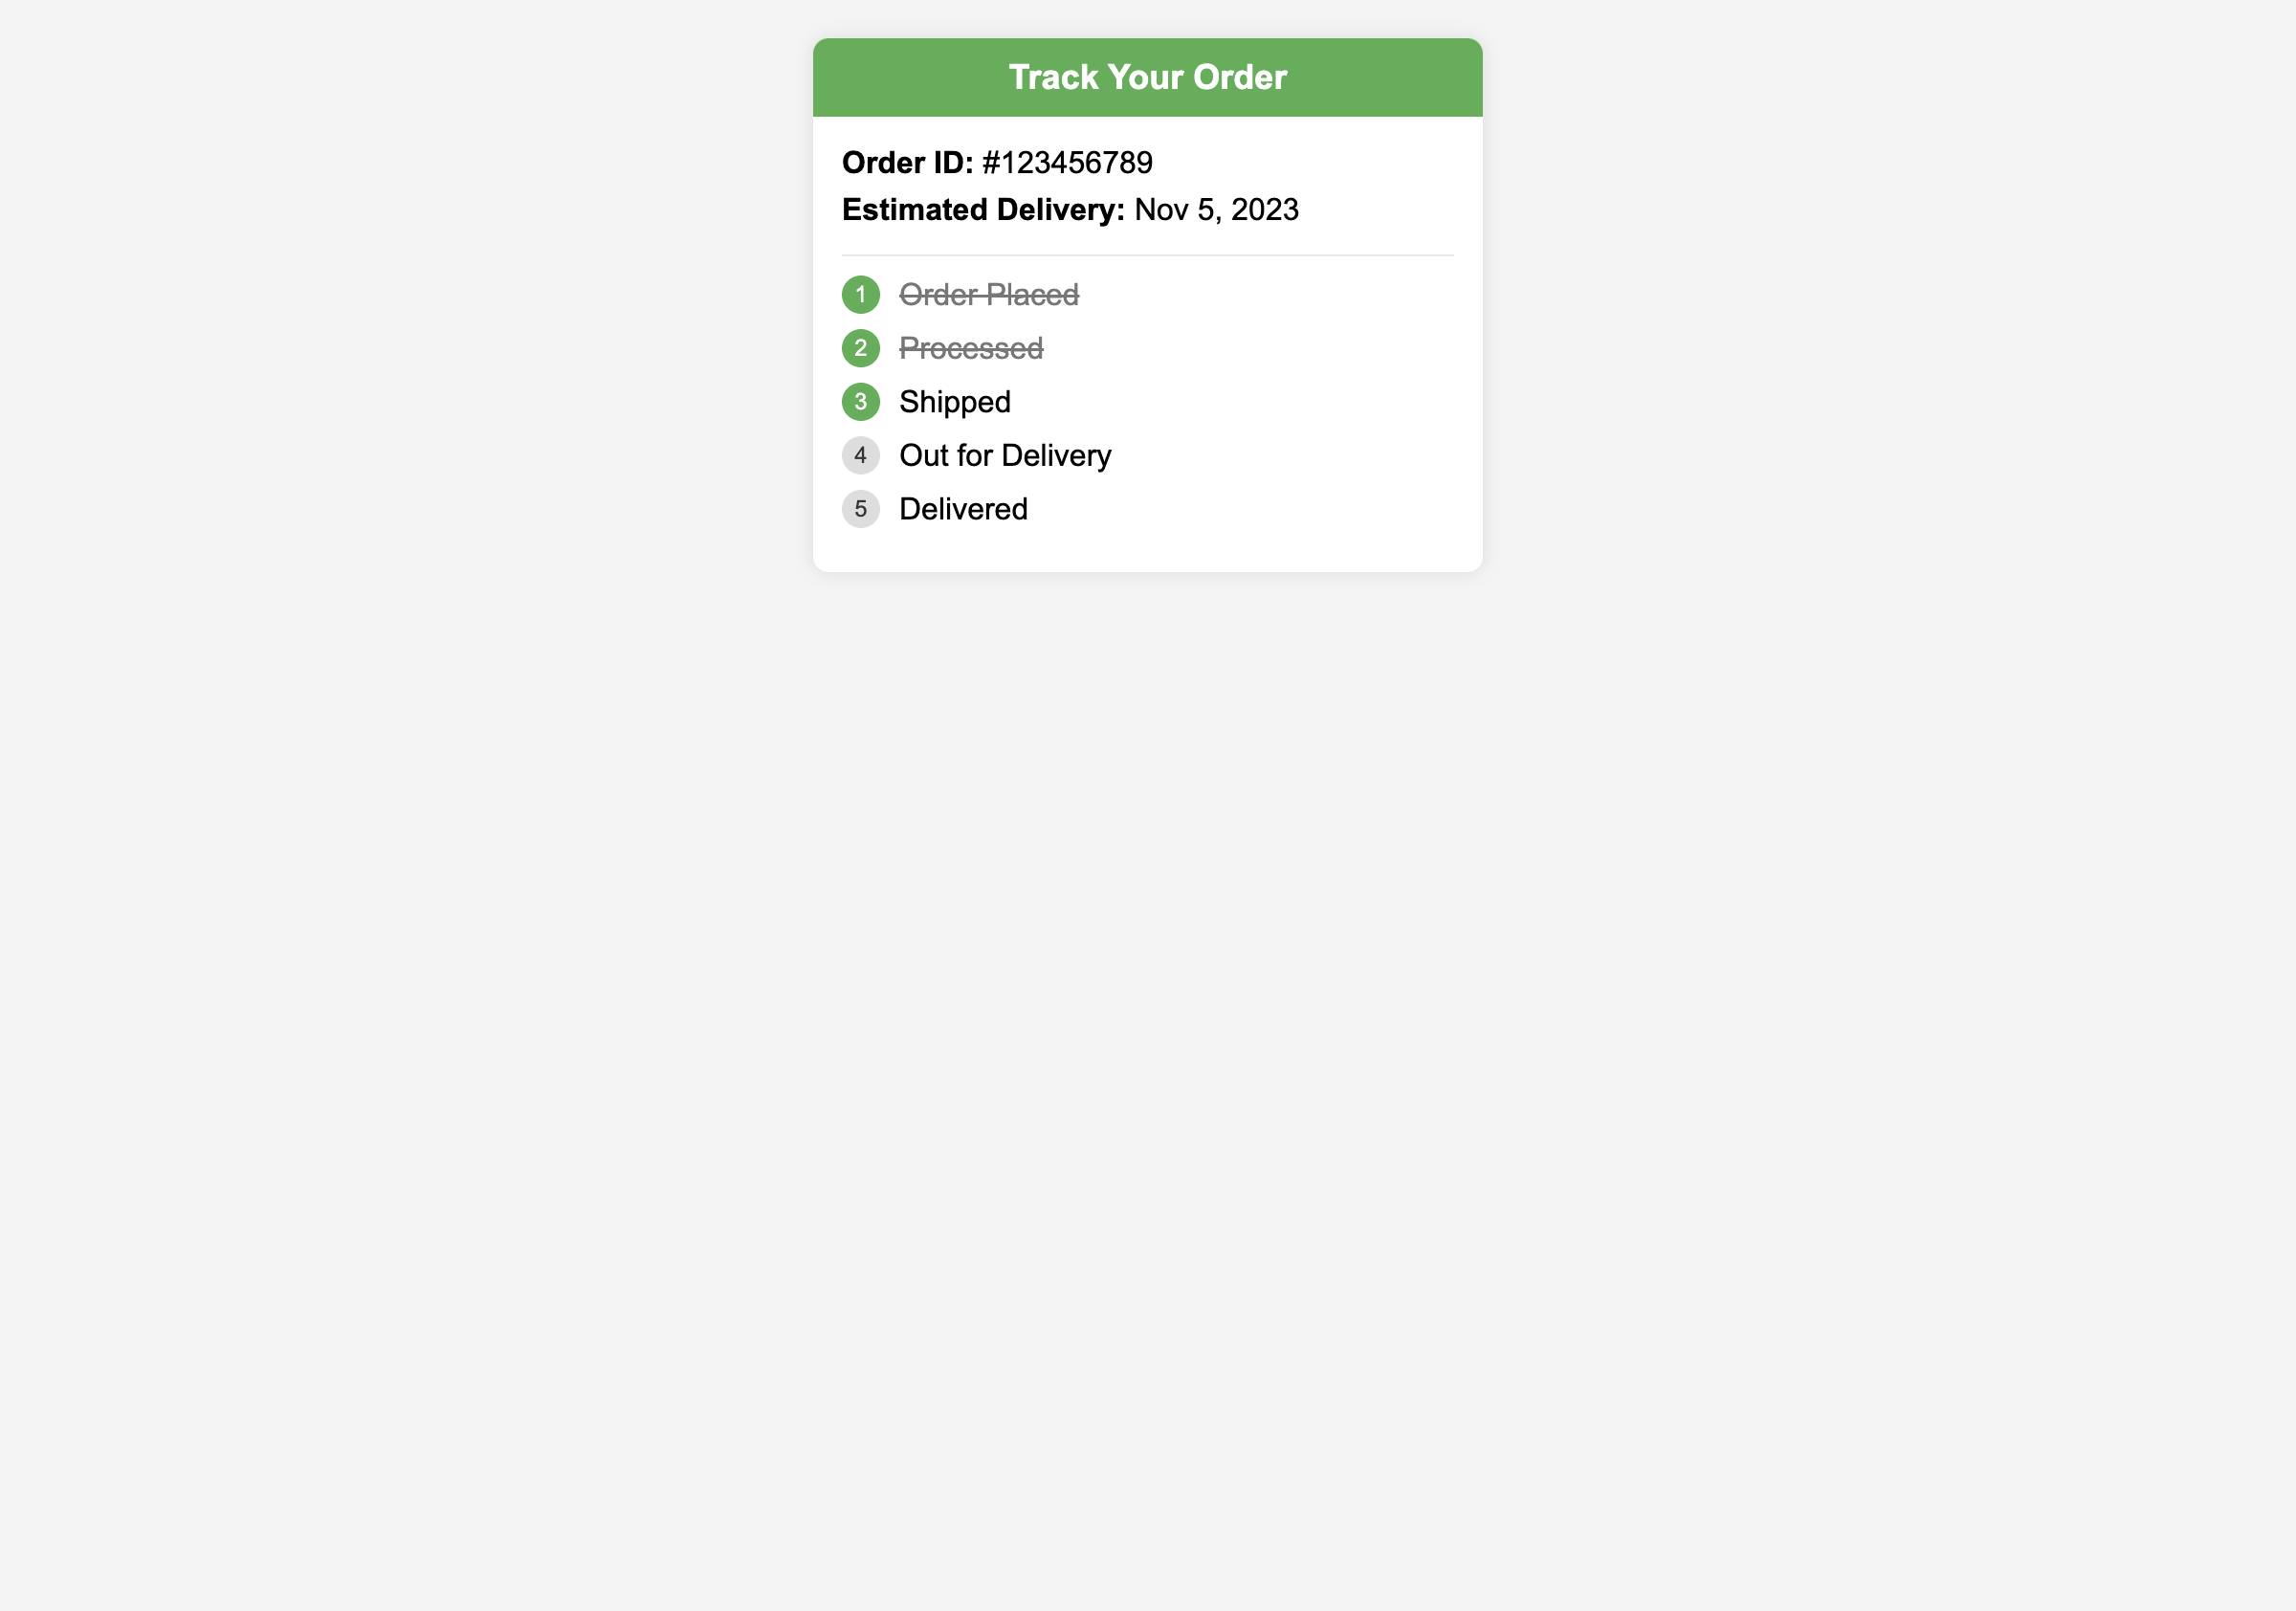 Track Your Order
Order ID: #123456789
Estimated Delivery: Nov 5, 2023
1 Order Placed
2 Processed
3 Shipped
4 Out for Delivery
5 Delivered